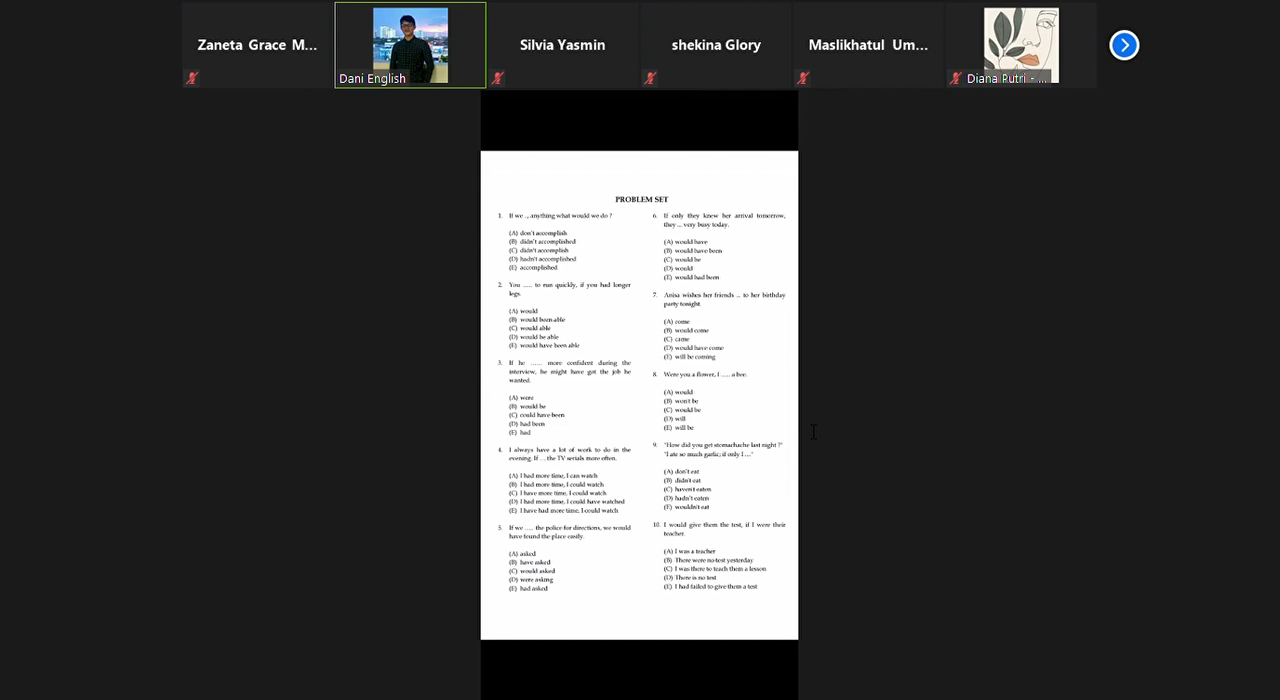 Zaneta Grace M...
Dani English
Silvia Yasmin
shekina Glory
Maslikhatul Um...
Diana Putri - ...
PROBLEM SET
1. If we .., anything what would we do ?
(A) don't accomplish
(B) didn't accomplished
(C) didn't accomplish
(D) hadn't accomplished
(E) accomplished
2. You ..... to run quickly, if you had longer
legs.
(A) would
(B) would been able
(C) would able
(D) would be able
(E) would have been able
3. If he ...... more confident during the
interview, he might have got the job he
wanted.
(A) were
(B) would be
(C) could have been
(D) had been
(E) had
4. I always have a lot of work to do in the
evening. If ... the TV serials more often.
(A) I had more time, I can watch
(B) I had more time, I could watch
(C) I have more time, I could watch
(D) I had more time, I could have watched
(E) I have had more time, I could watch
5. If we ..... the police for directions, we would
have found the place easily.
(A) asked
(B) have asked
(C) would asked
(D) were asking
(E) had asked
6. If only they knew her arrival tomorrow,
they ... very busy today.
(A) would have
(B) would have been
(C) would be
(D) would
(E) would had been
7. Anisa wishes her friends ... to her birthday
party tonight.
(A) come
(B) would come
(C) came
(D) would have come
(E) will be coming
8. Were you a flower, I ..... a bee.
(A) would
(B) won't be
(C) would be
(D) will
(E) will be
9. "How did you get stomachache last night ?"
"I ate so much garlic; if only I ...."
(A) don't eat
(B) didn't eat
(C) haven't eaten
(D) hadn't eaten
(E) wouldn't eat
10. I would give them the test, if I were their
teacher.
(A) I was a teacher
(B) There were no test yesterday
(C) I was there to teach them a lesson
(D) There is no test
(E) I had failed to give them a test